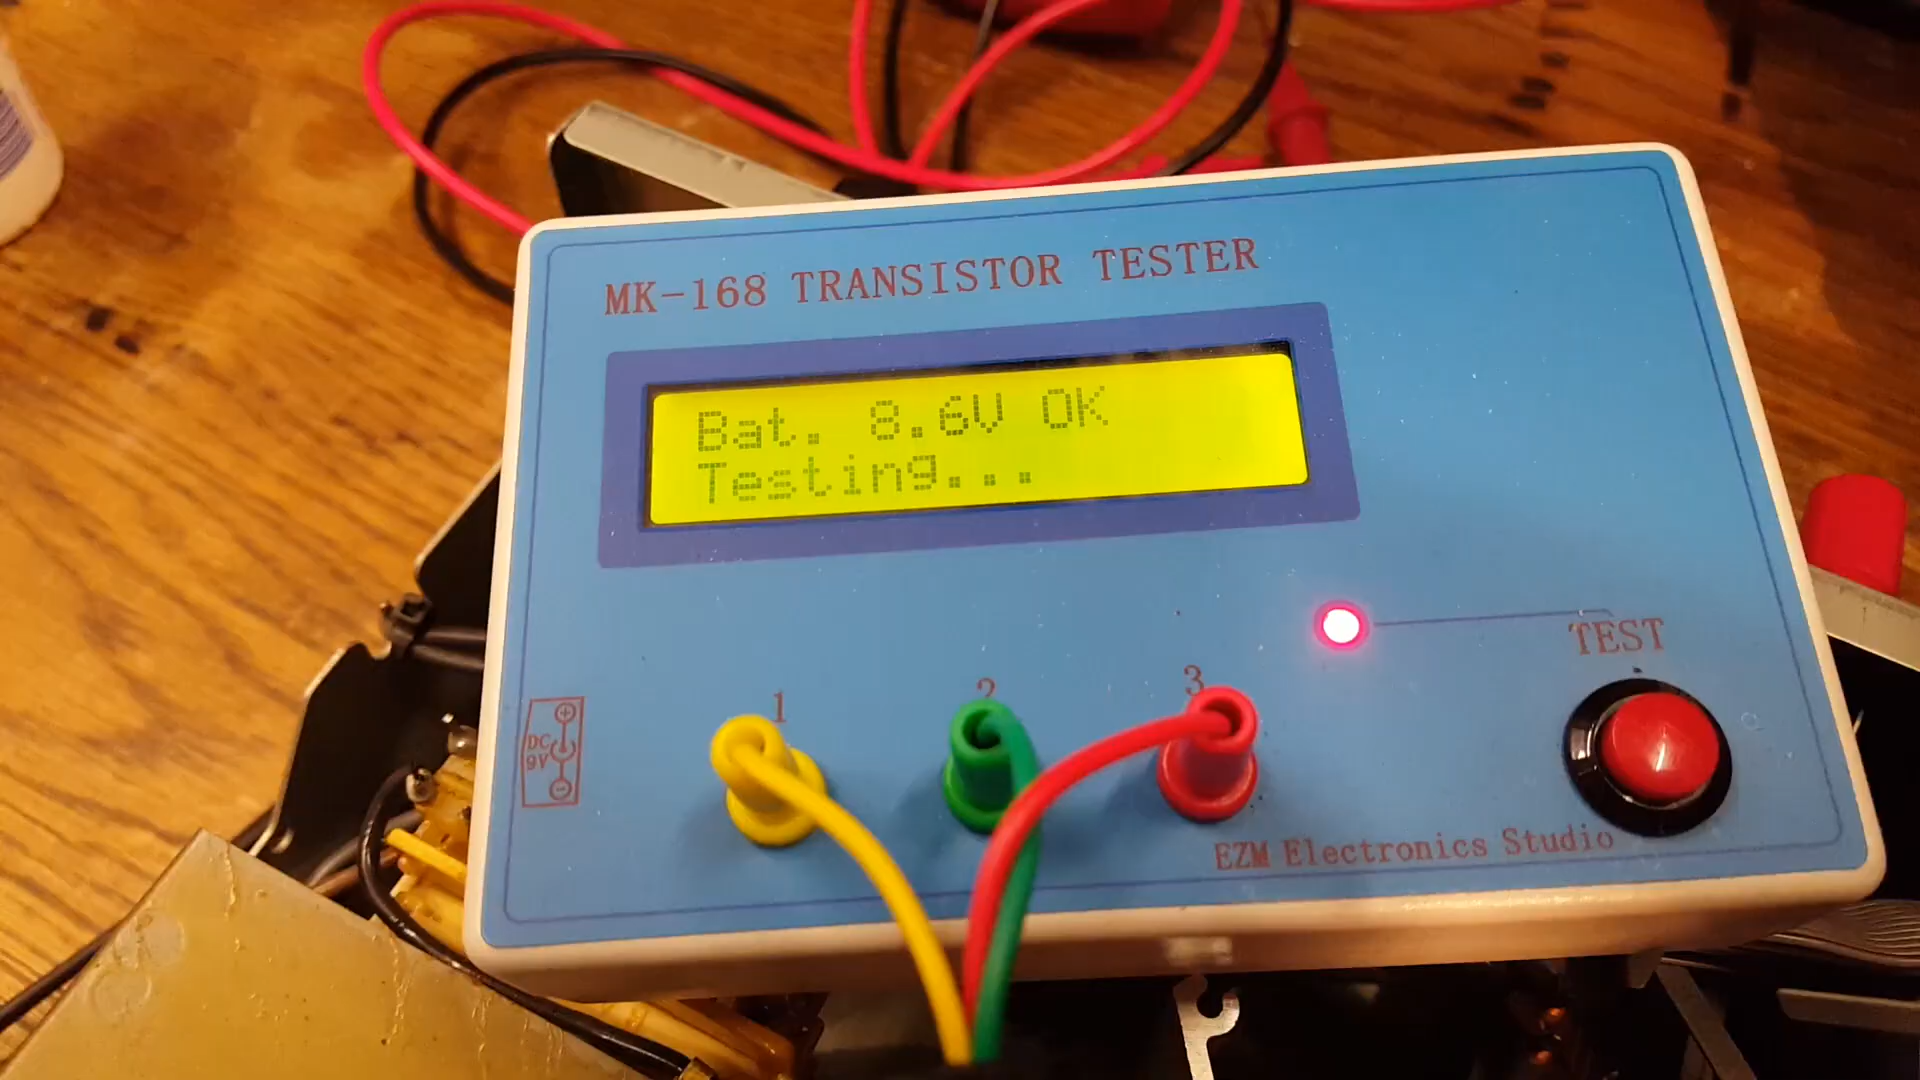 MK-168 TRANSISTOR TESTER
Bat. 8.6V OK
Testing...
TEST
1
2
3
DC
9V
EZM Electronics Studio